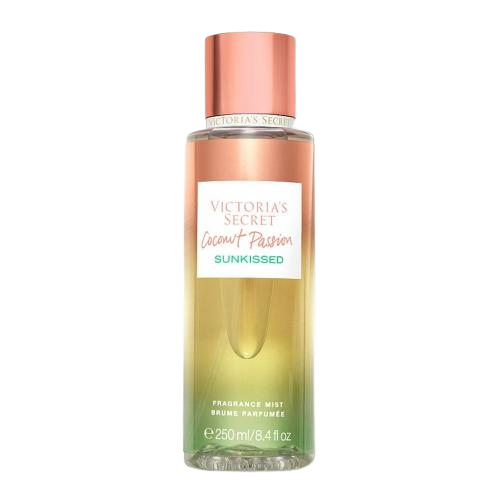 VICTORIA'S SECRET
VICTORIA'S
SECRET
Coconut Passion
SUNKISSED
FRAGRANCE MIST
BRUME PARFUMÉE
℮ 250 ml/8.4 fl oz